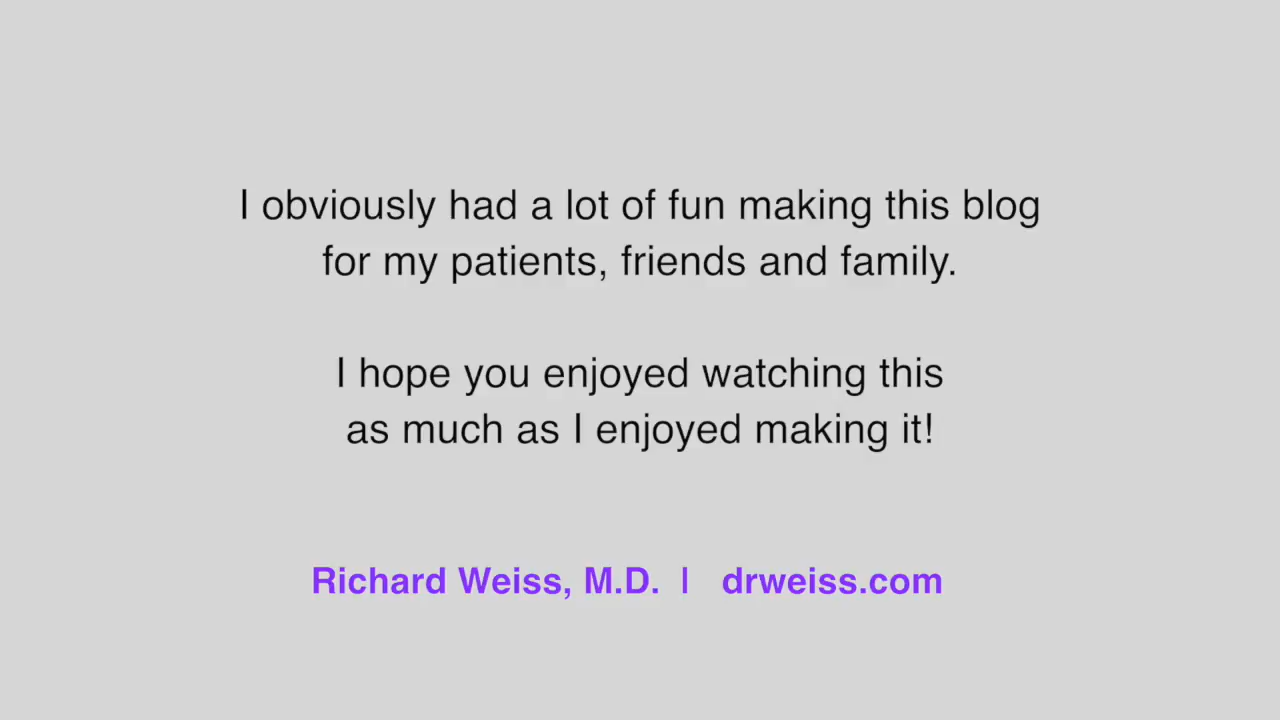 I obviously had a lot of fun making this blog
for my patients, friends and family.
I hope you enjoyed watching this
as much as I enjoyed making it!
Richard Weiss, M.D. | drweiss.com